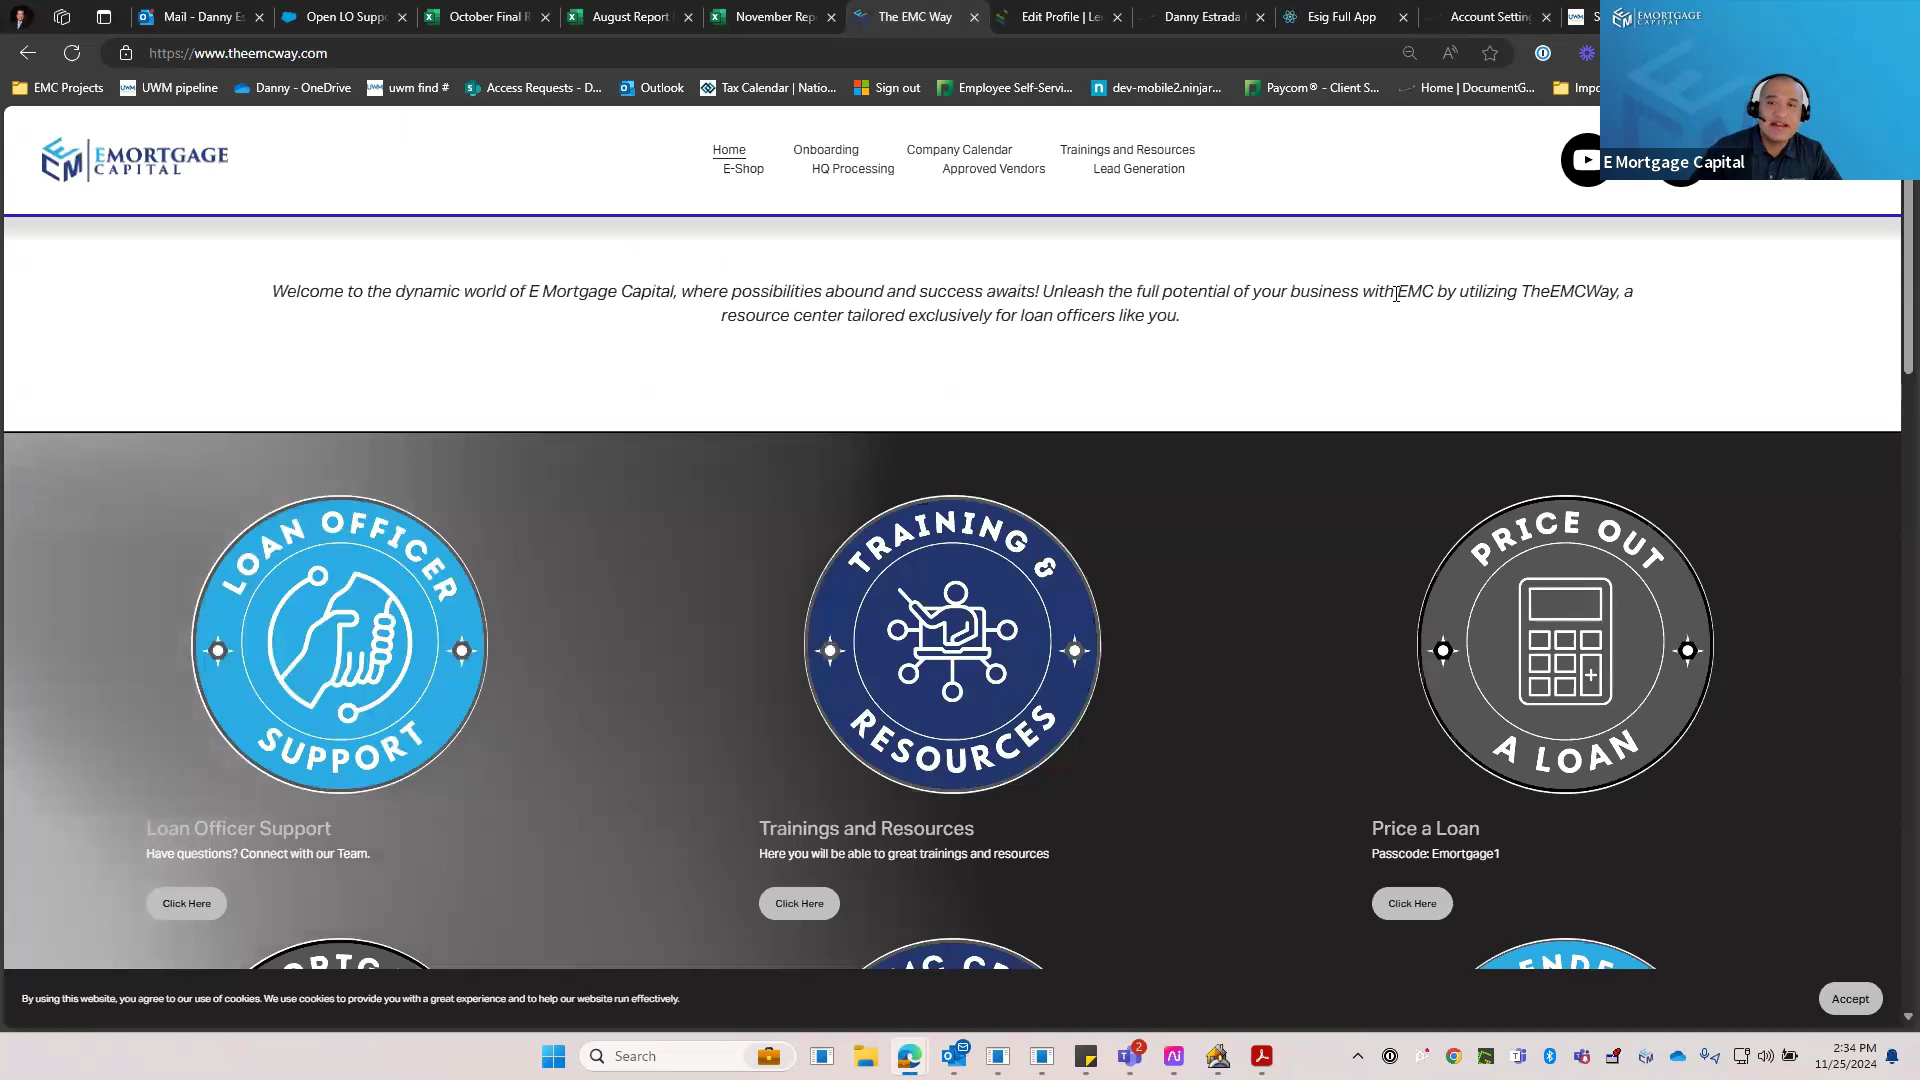 Mail - Danny Es
Open LO Suppo
October Final R
August Report
November Rep
The EMC Way
Edit Profile | Le
Danny Estrada
Esig Full App
Account Settin
https://www.theemcway.com
EMC Projects
UWM pipeline
Danny - OneDrive
uwm find #
Access Requests - D...
Outlook
Tax Calendar | Natio...
Sign out
Employee Self-Servi...
dev-mobile2.ninjar...
Paycom® - Client S...
Home | DocumentG...
EMORTGAGE
CAPITAL
E Mortgage Capital
EMORTGAGE
CAPITAL
Home
Onboarding
Company Calendar
Trainings and Resources
E-Shop
HQ Processing
Approved Vendors
Lead Generation
Welcome to the dynamic world of E Mortgage Capital, where possibilities abound and success awaits! Unleash the full potential of your business with EMC by utilizing TheEMCWay, a
resource center tailored exclusively for loan officers like you.
LOAN OFFICER
SUPPORT
TRAINING &
RESOURCES
PRICE OUT
A LOAN
Loan Officer Support
Have questions? Connect with our Team.
Click Here
Trainings and Resources
Here you will be able to great trainings and resources
Click Here
Price a Loan
Passcode: Emortgage1
Click Here
By using this website, you agree to our use of cookies. We use cookies to provide you with a great experience and to help our website run effectively.
Accept
Search
2
2:34 PM
11/25/2024